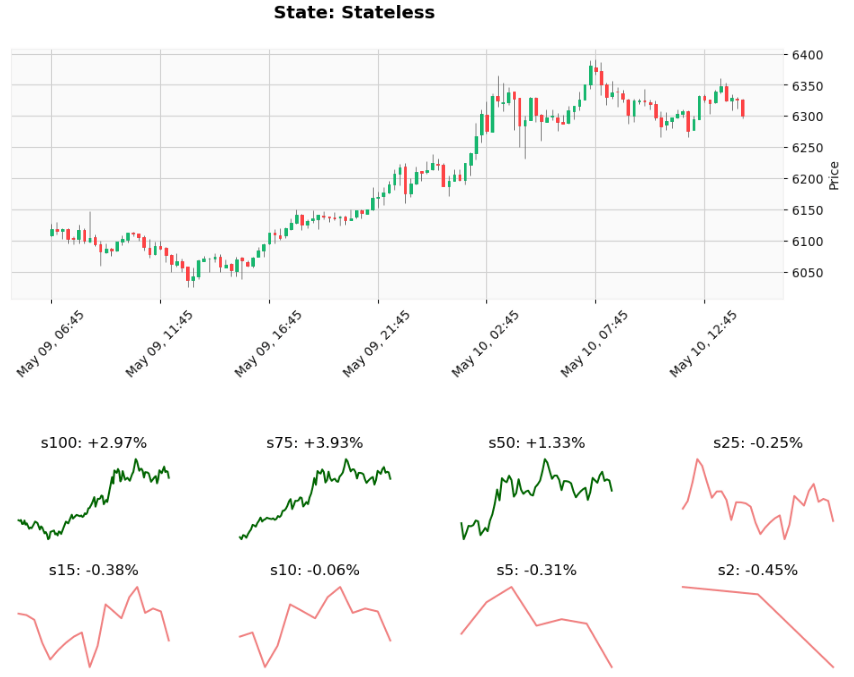 State: Stateless
6400
6350
6300
6250
6200
6150
6100
6050
Price
May 09, 06:45
May 09, 11:45
May 09, 16:45
May 09, 21:45
May 10, 02:45
May 10, 07:45
May 10, 12:45
s100: +2.97%
s75: +3.93%
s50: +1.33%
s25: -0.25%
s15: -0.38%
s10: -0.06%
s5: -0.31%
s2: -0.45%